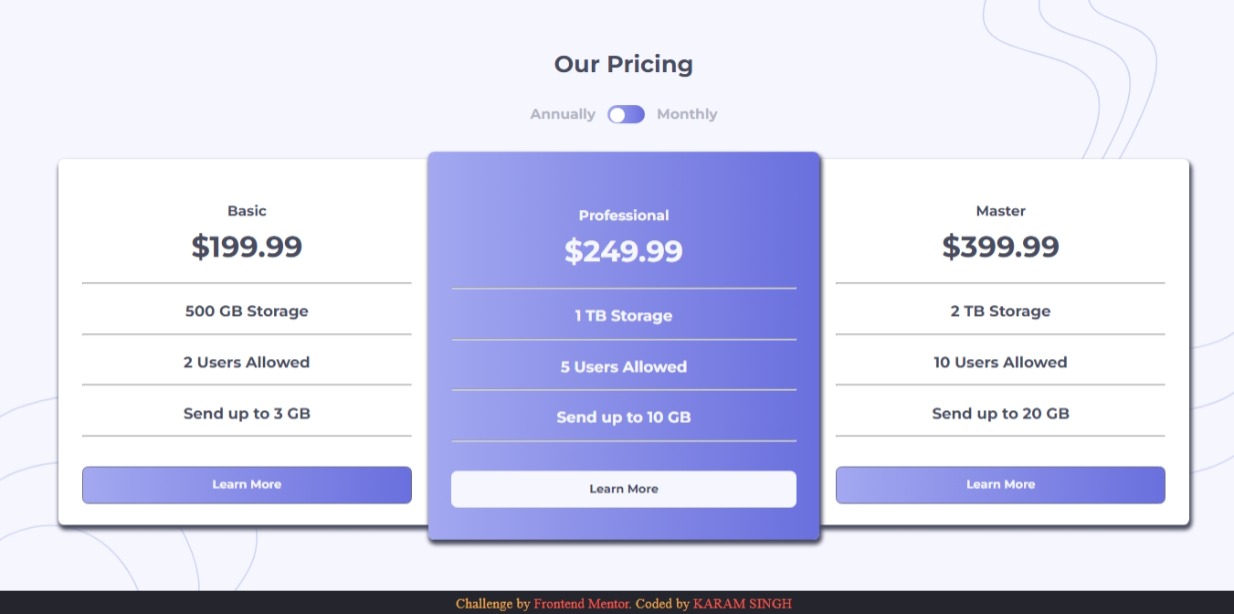 Our Pricing
Annually Monthly
Basic
$199.99
500 GB Storage
2 Users Allowed
Send up to 3 GB
Learn More
Professional
$249.99
1 TB Storage
5 Users Allowed
Send up to 10 GB
Learn More
Master
$399.99
2 TB Storage
10 Users Allowed
Send up to 20 GB
Learn More
Challenge by Frontend Mentor. Coded by KARAM SINGH